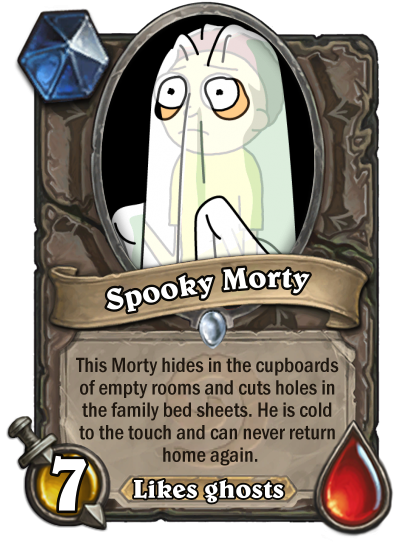 Spooky Morty
This Morty hides in the cupboards
of empty rooms and cuts holes in
the family bed sheets. He is cold
to the touch and can never return
home again.
7
Likes ghosts